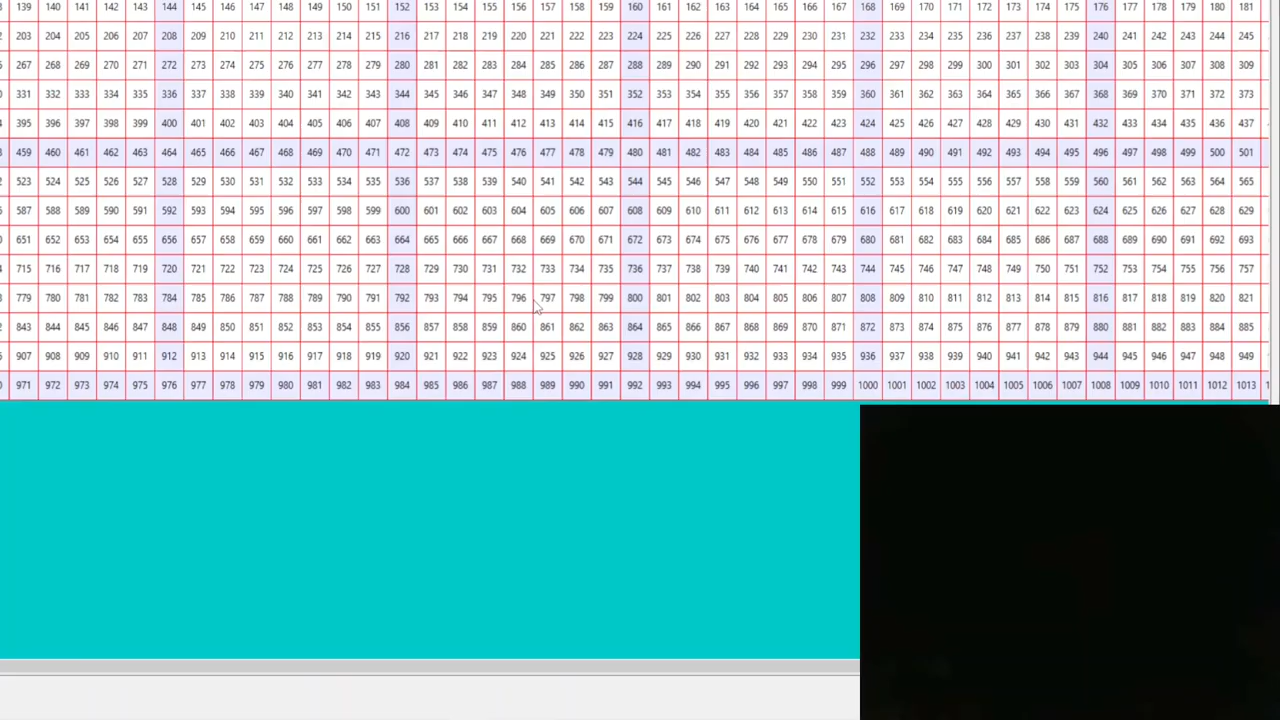 139 140 141 142 143 144 145 146 147 148 149 150 151 152 153 154 155 156 157 158 159 160 161 162 163 164 165 166 167 168 169 170 171 172 173 174 175 176 177 178 179 180 181
203 204 205 206 207 208 209 210 211 212 213 214 215 216 217 218 219 220 221 222 223 224 225 226 227 228 229 230 231 232 233 234 235 236 237 238 239 240 241 242 243 244 245
267 268 269 270 271 272 273 274 275 276 277 278 279 280 281 282 283 284 285 286 287 288 289 290 291 292 293 294 295 296 297 298 299 300 301 302 303 304 305 306 307 308 309
331 332 333 334 335 336 337 338 339 340 341 342 343 344 345 346 347 348 349 350 351 352 353 354 355 356 357 358 359 360 361 362 363 364 365 366 367 368 369 370 371 372 373
395 396 397 398 399 400 401 402 403 404 405 406 407 408 409 410 411 412 413 414 415 416 417 418 419 420 421 422 423 424 425 426 427 428 429 430 431 432 433 434 435 436 437
459 460 461 462 463 464 465 466 467 468 469 470 471 472 473 474 475 476 477 478 479 480 481 482 483 484 485 486 487 488 489 490 491 492 493 494 495 496 497 498 499 500 501
523 524 525 526 527 528 529 530 531 532 533 534 535 536 537 538 539 540 541 542 543 544 545 546 547 548 549 550 551 552 553 554 555 556 557 558 559 560 561 562 563 564 565
587 588 589 590 591 592 593 594 595 596 597 598 599 600 601 602 603 604 605 606 607 608 609 610 611 612 613 614 615 616 617 618 619 620 621 622 623 624 625 626 627 628 629
651 652 653 654 655 656 657 658 659 660 661 662 663 664 665 666 667 668 669 670 671 672 673 674 675 676 677 678 679 680 681 682 683 684 685 686 687 688 689 690 691 692 693
715 716 717 718 719 720 721 722 723 724 725 726 727 728 729 730 731 732 733 734 735 736 737 738 739 740 741 742 743 744 745 746 747 748 749 750 751 752 753 754 755 756 757
779 780 781 782 783 784 785 786 787 788 789 790 791 792 793 794 795 796 797 798 799 800 801 802 803 804 805 806 807 808 809 810 811 812 813 814 815 816 817 818 819 820 821
843 844 845 846 847 848 849 850 851 852 853 854 855 856 857 858 859 860 861 862 863 864 865 866 867 868 869 870 871 872 873 874 875 876 877 878 879 880 881 882 883 884 885
907 908 909 910 911 912 913 914 915 916 917 918 919 920 921 922 923 924 925 926 927 928 929 930 931 932 933 934 935 936 937 938 939 940 941 942 943 944 945 946 947 948 949
971 972 973 974 975 976 977 978 979 980 981 982 983 984 985 986 987 988 989 990 991 992 993 994 995 996 997 998 999 1000 1001 1002 1003 1004 1005 1006 1007 1008 1009 1010 1011 1012 1013